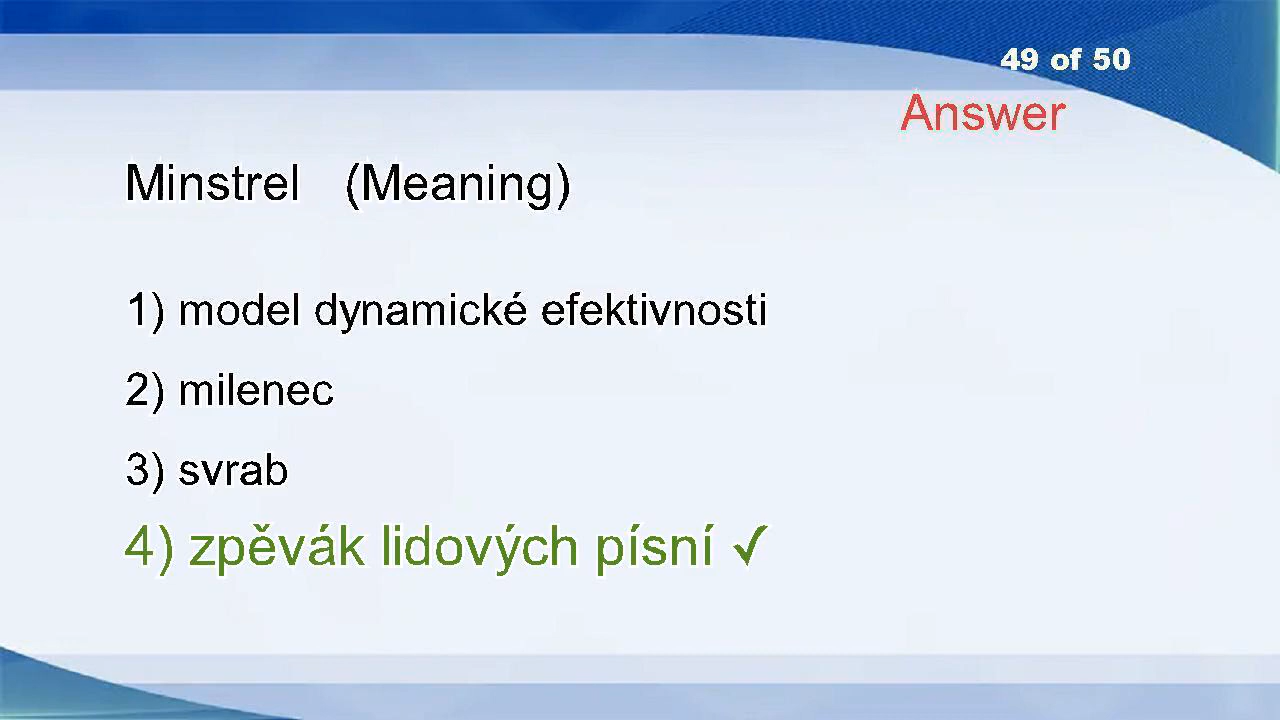 49 of 50
Answer
Minstrel (Meaning)
1) model dynamické efektivnosti
2) milenec
3) svrab
4) zpěvák lidových písní ✓